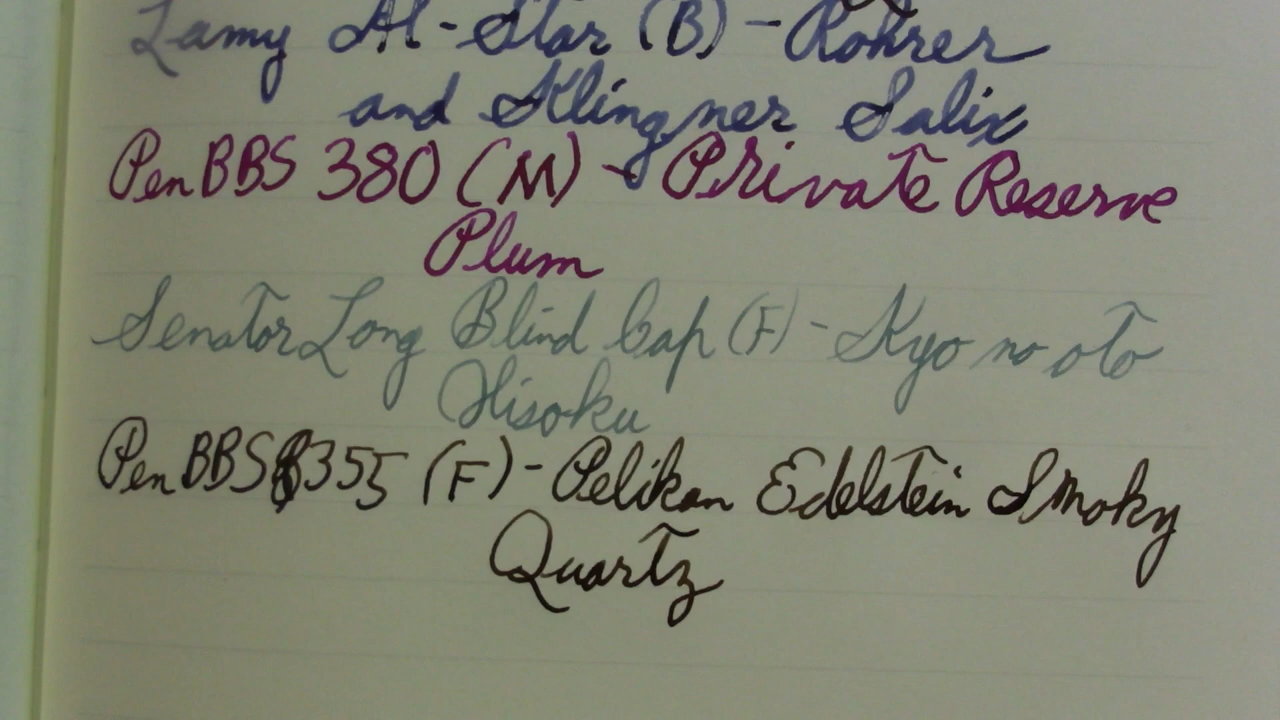 Lamy Al-Star (B) - Rohrer
and Klingner Salix
PenBBS 380 (M) - Private Reserve
Plum
Senator Long Blind Cap (F) - Kyo no oto
Hisoku
PenBBS 355 (F) - Pelikan Edelstein Smoky
Quartz